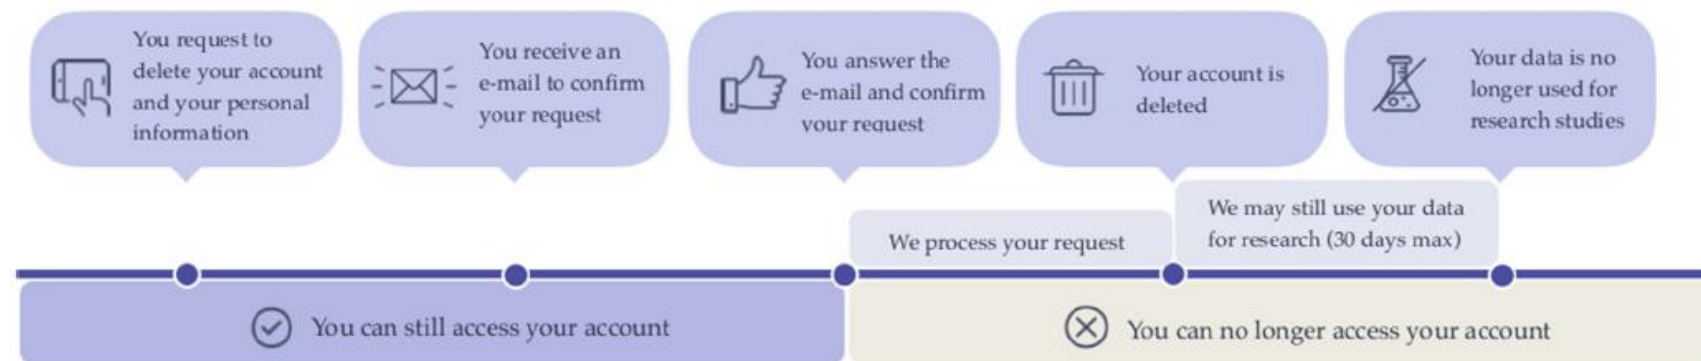 You request to
delete your account
and your personal
information
You receive an
e-mail to confirm
your request
You answer the
e-mail and confirm
your request
Your account is
deleted
Your data is no
longer used for
research studies
We process your request
We may still use your data
for research (30 days max)
You can still access your account
You can no longer access your account